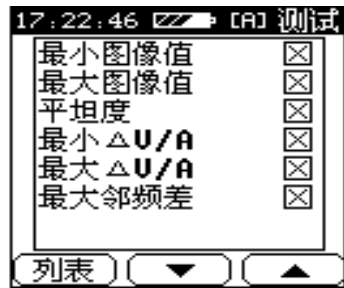 17:22:46 [A] 测试
最小图像值
最大图像值
平坦度
最小△V/A
最大△V/A
最大邻频差
列表